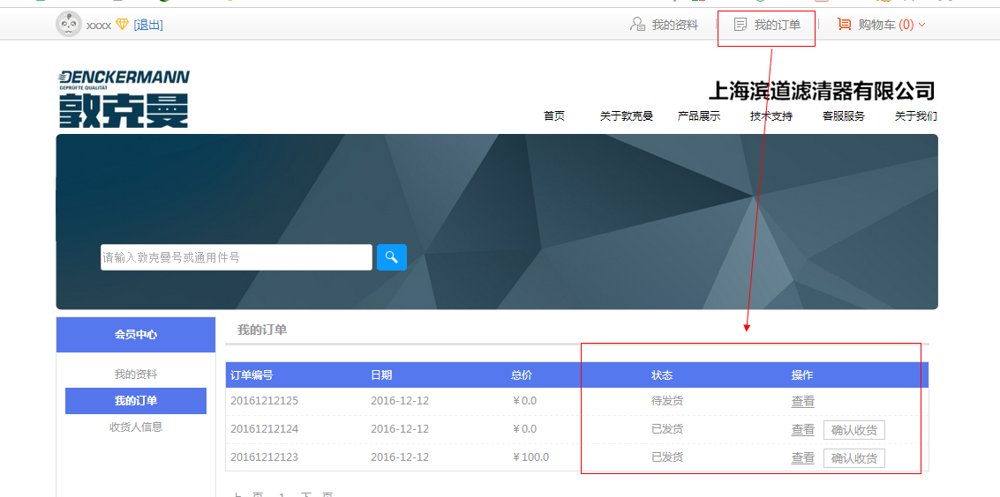 xxxx [退出] 我的资料 我的订单 购物车 (0)
DENCKERMANN
GEPRÜFTE QUALITÄT
敦克曼
上海滨道滤清器有限公司
首页 关于敦克曼 产品展示 技术支持 客服服务 关于我们
请输入敦克曼号或通用件号
会员中心
我的资料
我的订单
收货人信息
我的订单
订单编号 日期 总价 状态 操作
20161212125 2016-12-12 ￥0.0 待发货 查看
20161212124 2016-12-12 ￥0.0 已发货 查看 确认收货
20161212123 2016-12-12 ￥100.0 已发货 查看 确认收货
上一页 1 下一页